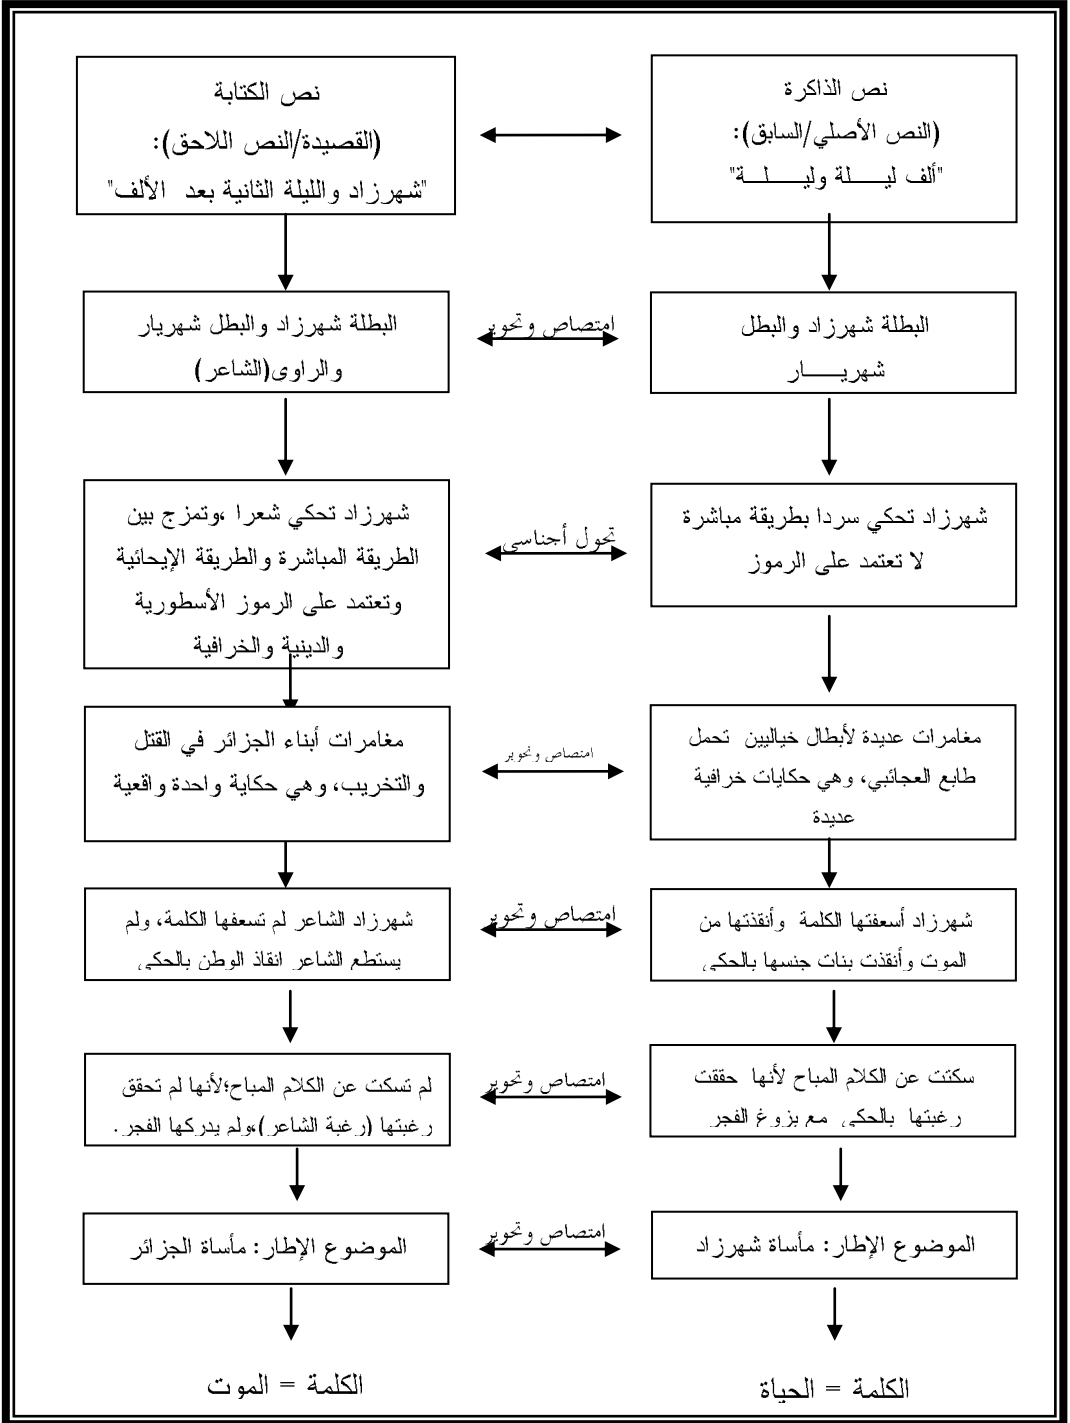 نص الذاكرة
(النص الأصلي/السابق):
"ألف ليـــلة وليـــــلـــة"
نص الكتابة
(القصيدة/النص اللاحق):
"شهرزاد والليلة الثانية بعد الألف"
البطلة شهرزاد والبطل
شهريـــــار
امتصاص وتحوير
البطلة شهرزاد والبطل شهريار
والراوى(الشاعر)
شهرزاد تحكي سردا بطريقة مباشرة
لا تعتمد على الرموز
تحول أجناسي
شهرزاد تحكي شعرا ،وتمزج بين
الطريقة المباشرة والطريقة الإيحائية
وتعتمد على الرموز الأسطورية
والدينية والخرافية
مغامرات عديدة لأبطال خياليين تحمل
طابع العجائبي، وهي حكايات خرافية
عديدة
امتصاص وتحوير
مغامرات أبناء الجزائر في القتل
والتخريب، وهي حكاية واحدة واقعية
شهرزاد أسعفتها الكلمة وأنقذتها من
الموت وأنقذت بنات جنسها بالحكي
امتصاص وتحوير
شهرزاد الشاعر لم تسعفها الكلمة، ولم
يستطع الشاعر انقاذ الوطن بالحكي
سكتت عن الكلام المباح لأنها حققت
رغبتها بالحكي مع بزوغ الفجر
امتصاص وتحوير
لم تسكت عن الكلام المباح؛لأنها لم تحقق
رغبتها (رغبة الشاعر)،ولم يدركها الفجر.
الموضوع الإطار: مأساة شهرزاد
امتصاص وتحوير
الموضوع الإطار: مأساة الجزائر
الكلمة = الحياة
الكلمة = الموت